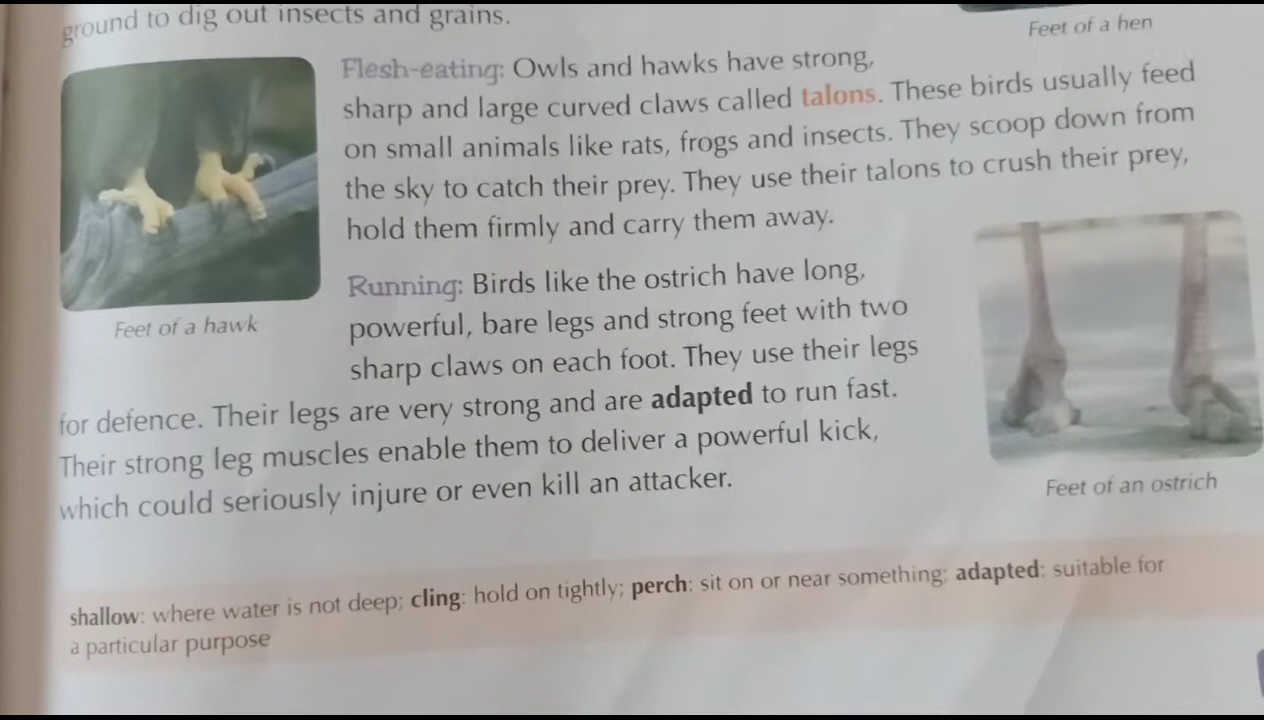 ground to dig out insects and grains.
Feet of a hen
Flesh-eating: Owls and hawks have strong,
sharp and large curved claws called talons. These birds usually feed
on small animals like rats, frogs and insects. They scoop down from
the sky to catch their prey. They use their talons to crush their prey,
hold them firmly and carry them away.
Feet of a hawk
Running: Birds like the ostrich have long,
powerful, bare legs and strong feet with two
sharp claws on each foot. They use their legs
for defence. Their legs are very strong and are adapted to run fast.
Their strong leg muscles enable them to deliver a powerful kick,
which could seriously injure or even kill an attacker.
Feet of an ostrich
shallow: where water is not deep; cling: hold on tightly; perch: sit on or near something; adapted: suitable for
a particular purpose